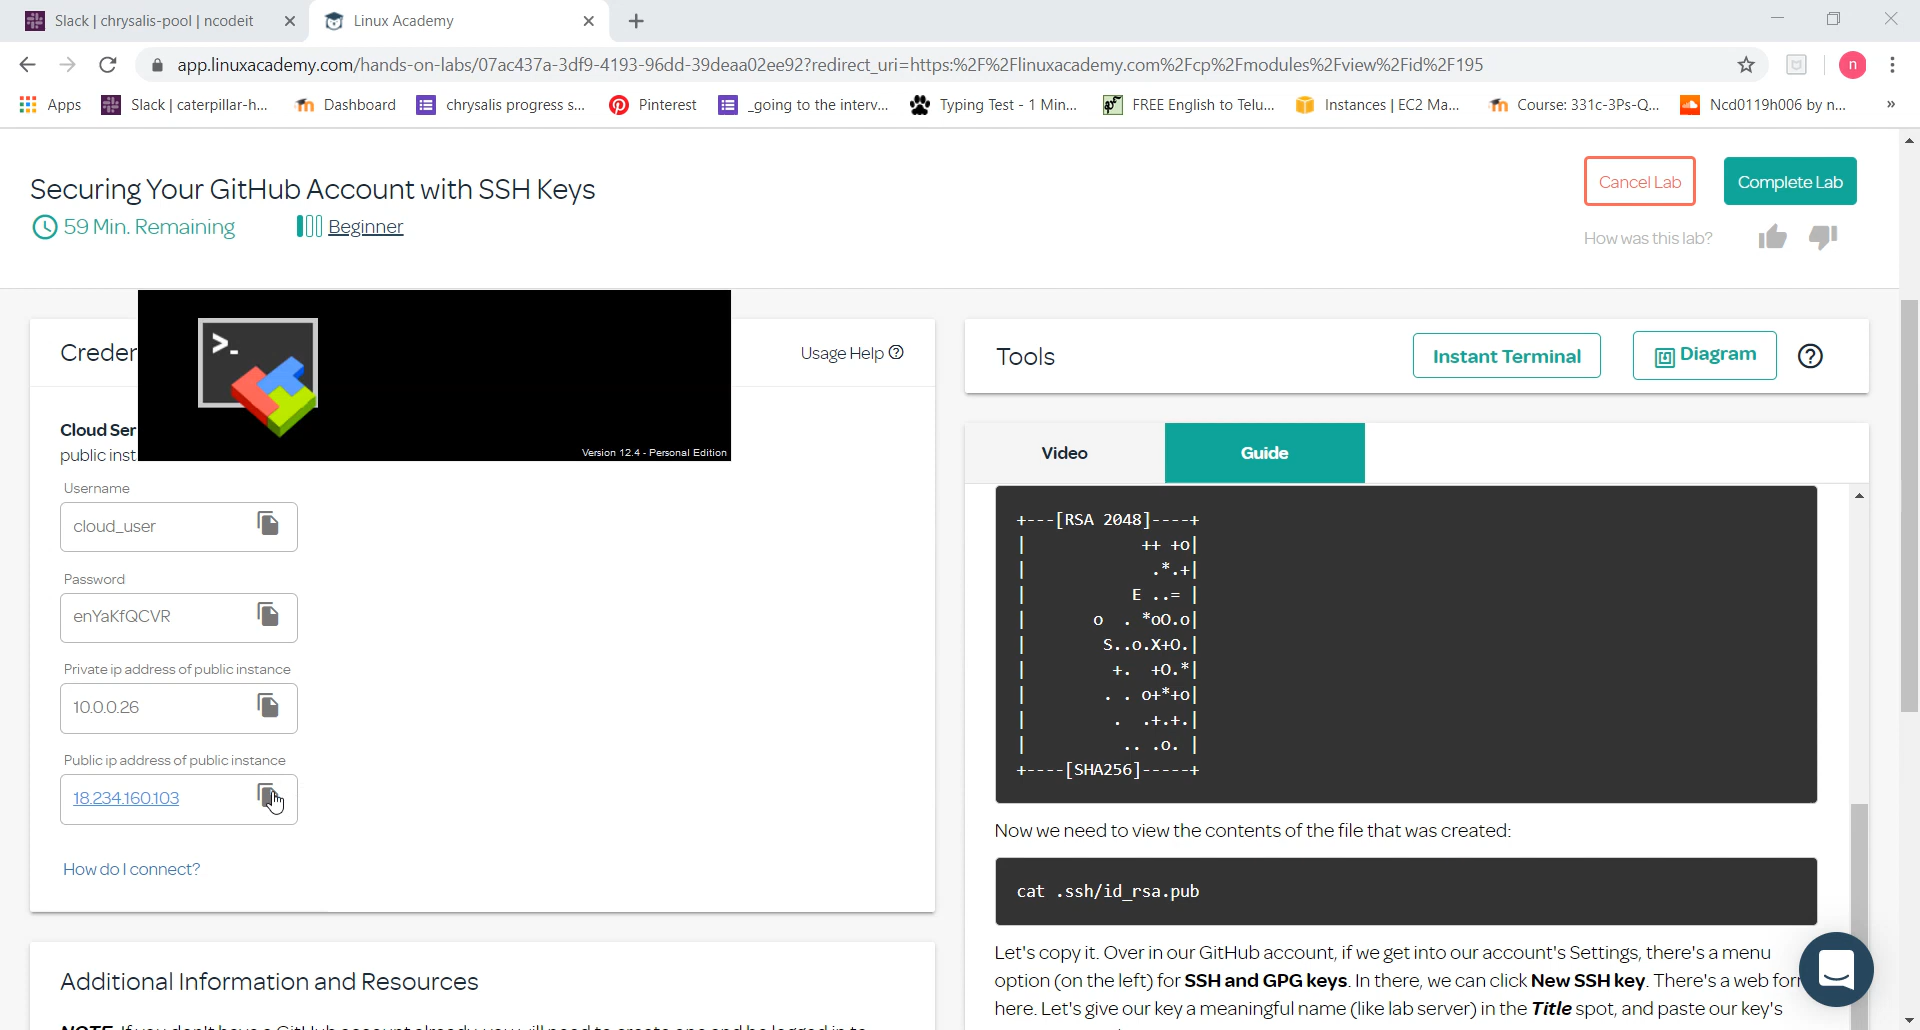 Slack | chrysalis-pool | ncodeit
Linux Academy
app.linuxacademy.com/hands-on-labs/07ac437a-3df9-4193-96dd-39deaa02ee92?redirect_uri=https:%2F%2Flinuxacademy.com%2Fcp%2Fmodules%2Fview%2Fid%2F195
n
Apps
Slack | caterpillar-h...
Dashboard
chrysalis progress s...
Pinterest
_going to the interv...
Typing Test - 1 Min...
FREE English to Telu...
Instances | EC2 Ma...
Course: 331c-3Ps-Q...
Ncd0119h006 by n...
»
Securing Your GitHub Account with SSH Keys
59 Min. Remaining
Beginner
Cancel Lab
Complete Lab
How was this lab?
Creder
Usage Help
>_
Version 12.4 - Personal Edition
Cloud Ser
public inst
Username
cloud_user
Password
enYaKfQCVR
Private ip address of public instance
10.0.0.26
Public ip address of public instance
18.234.160.103
How do I connect?
Additional Information and Resources
Tools
Instant Terminal
Diagram
Video
Guide
+---[RSA 2048]----+
|             ++ +o|
|              .*.+|
|            E ..= |
|        o  . *oO.o|
|         S..o.X+O.|
|          +.  +O.*|
|         . . o+*+o|
|          .  .+.+.|
|           .. .o. |
+----[SHA256]-----+
Now we need to view the contents of the file that was created:
cat .ssh/id_rsa.pub
Let's copy it. Over in our GitHub account, if we get into our account's Settings, there's a menu
option (on the left) for SSH and GPG keys. In there, we can click New SSH key. There's a web for
here. Let's give our key a meaningful name (like lab server) in the Title spot, and paste our key's